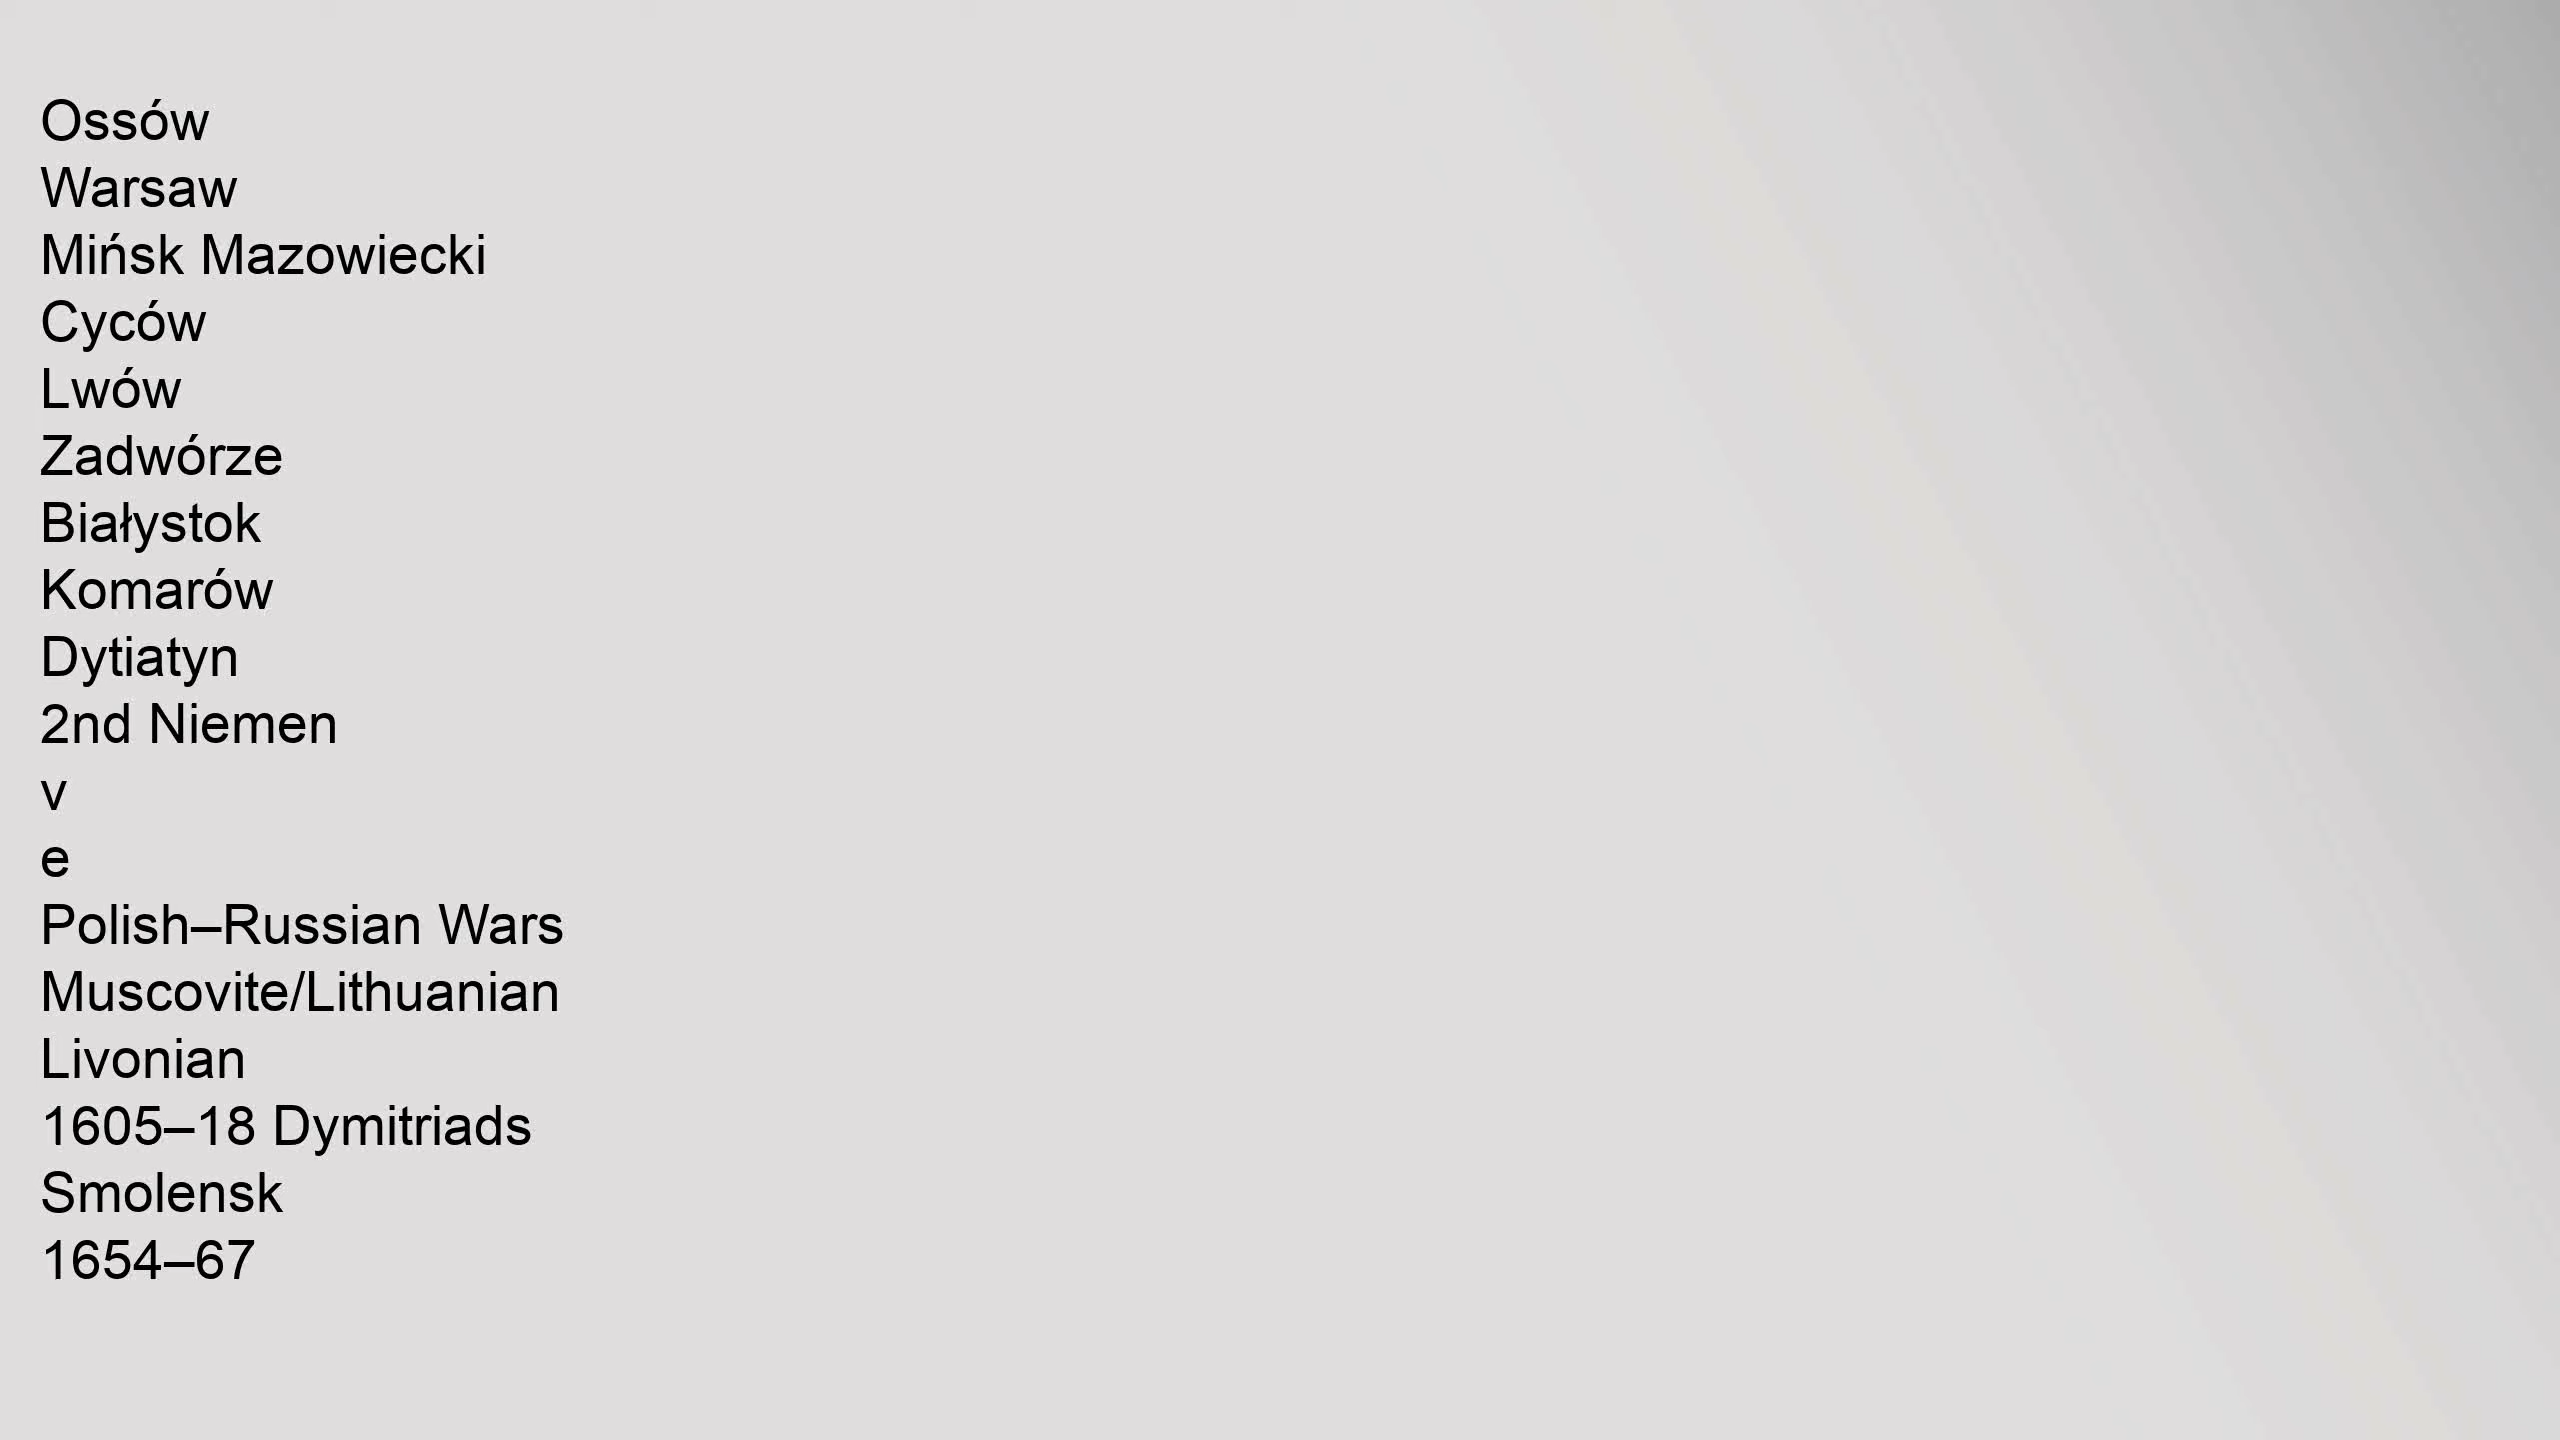 Ossów
Warsaw
Mińsk Mazowiecki
Cyców
Lwów
Zadwórze
Białystok
Komarów
Dytiatyn
2nd Niemen
v
e
Polish–Russian Wars
Muscovite/Lithuanian
Livonian
1605–18 Dymitriads
Smolensk
1654–67